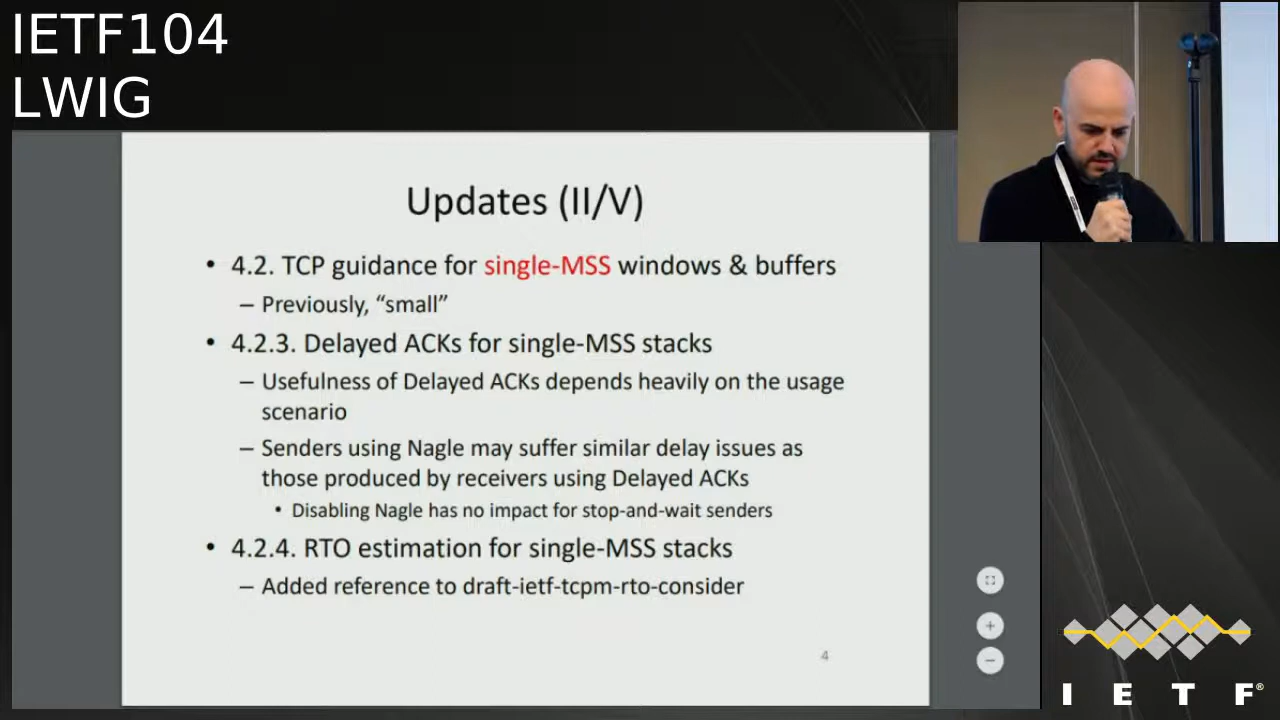 IETF104
LWIG
Updates (II/V)
• 4.2. TCP guidance for single-MSS windows & buffers
– Previously, “small”
• 4.2.3. Delayed ACKs for single-MSS stacks
– Usefulness of Delayed ACKs depends heavily on the usage
scenario
– Senders using Nagle may suffer similar delay issues as
those produced by receivers using Delayed ACKs
• Disabling Nagle has no impact for stop-and-wait senders
• 4.2.4. RTO estimation for single-MSS stacks
– Added reference to draft-ietf-tcpm-rto-consider
4
I E T F®